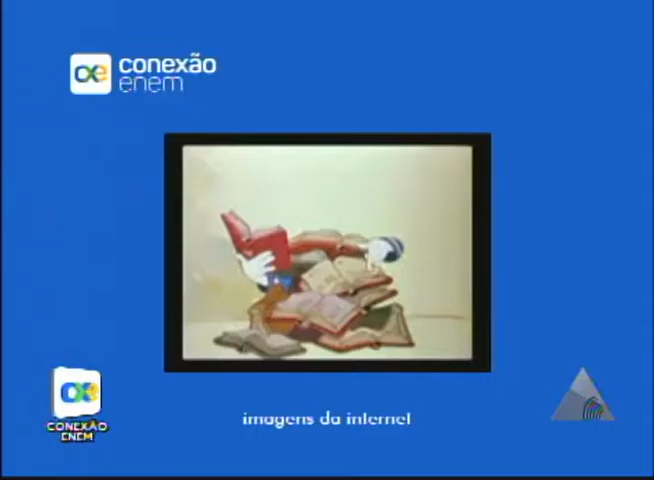 conexão
enem
CONEXÃO
ENEM
imagens da internet